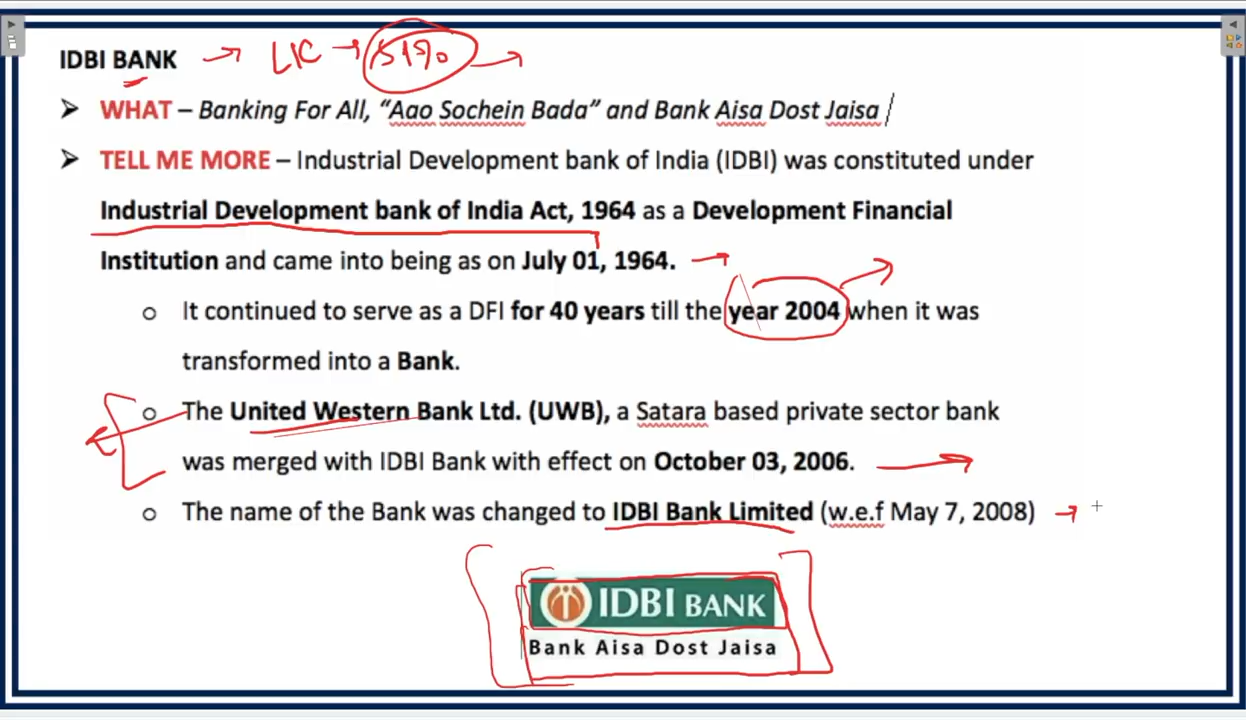 IDBI BANK → LIC → 51%
➤ WHAT – Banking For All, “Aao Sochein Bada” and Bank Aisa Dost Jaisa
➤ TELL ME MORE – Industrial Development bank of India (IDBI) was constituted under
Industrial Development bank of India Act, 1964 as a Development Financial
Institution and came into being as on July 01, 1964.
o It continued to serve as a DFI for 40 years till the year 2004 when it was
transformed into a Bank.
o The United Western Bank Ltd. (UWB), a Satara based private sector bank
was merged with IDBI Bank with effect on October 03, 2006.
o The name of the Bank was changed to IDBI Bank Limited (w.e.f May 7, 2008)
IDBI BANK
Bank Aisa Dost Jaisa